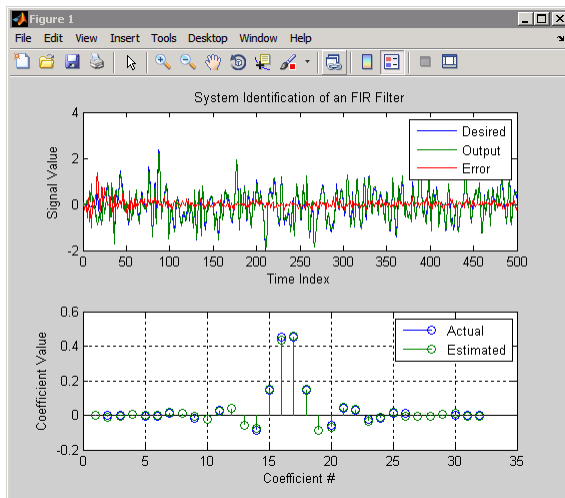 Figure 1
File Edit View Insert Tools Desktop Window Help
System Identification of an FIR Filter
4
2
0
-2
Signal Value
Desired
Output
Error
0 50 100 150 200 250 300 350 400 450 500
Time Index
0.6
0.4
0.2
0
-0.2
Coefficient Value
Actual
Estimated
0 5 10 15 20 25 30 35
Coefficient #